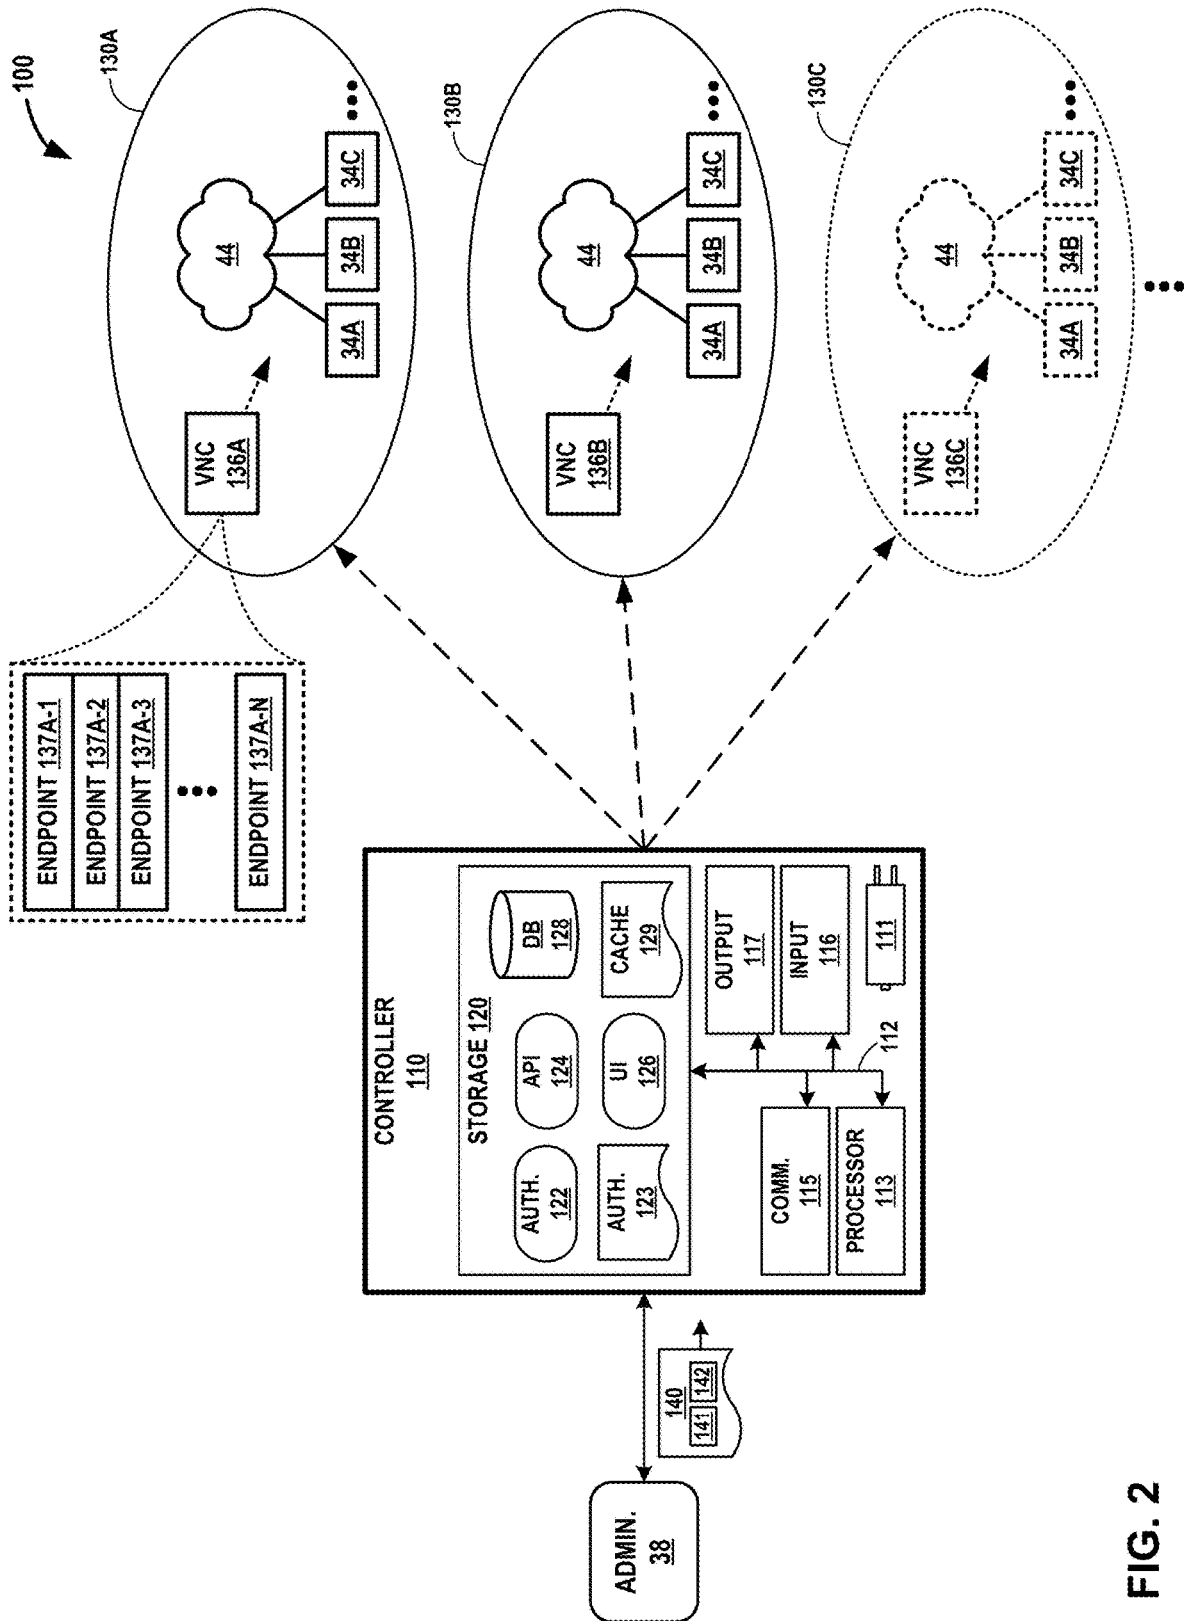 100
ENDPOINT 137A-1
ENDPOINT 137A-2
ENDPOINT 137A-3
ENDPOINT 137A-N
130A
VNC
136A
44
34A
34B
34C
130B
VNC
136B
44
34A
34B
34C
130C
VNC
136C
44
34A
34B
34C
CONTROLLER
110
STORAGE 120
AUTH.
122
API
124
DB
128
AUTH.
123
UI
126
CACHE
129
COMM.
115
OUTPUT
117
PROCESSOR
113
INPUT
116
112
111
ADMIN.
38
140
141
142
FIG. 2